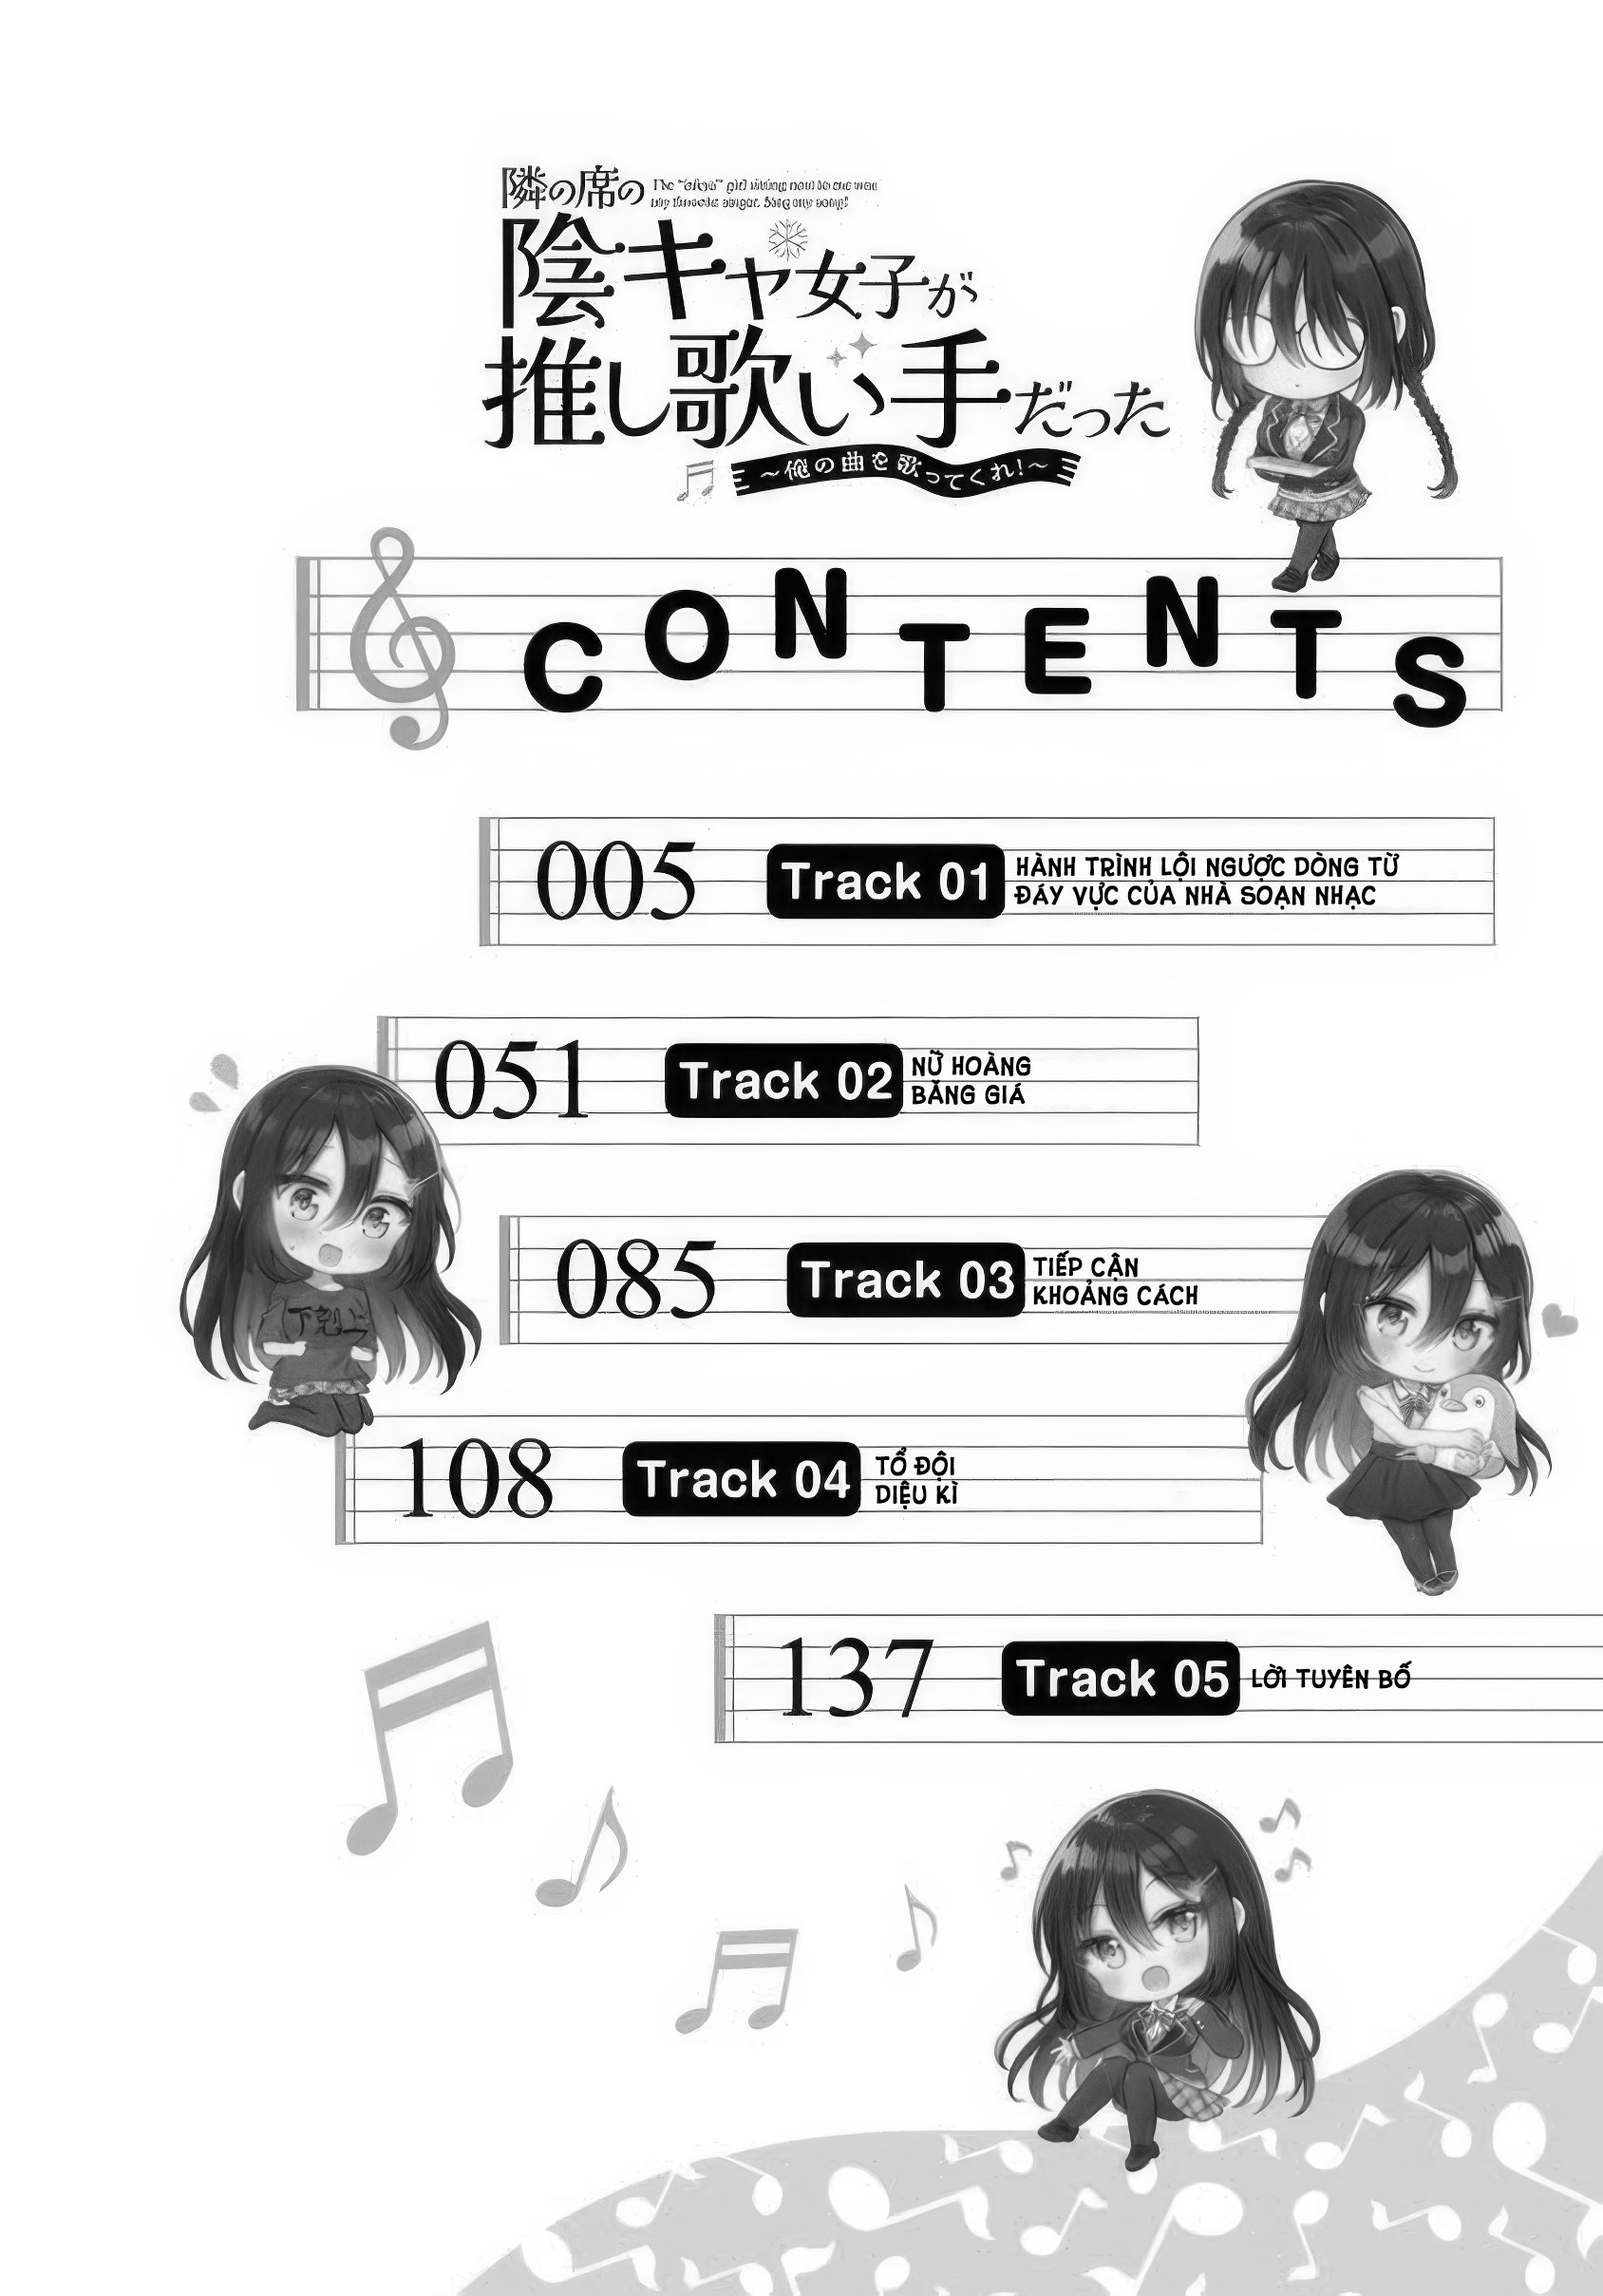 隣の席の
陰キャ女子が
推し歌い手だった
～俺の曲を歌ってくれ!～
CONTENTS
005 Track 01 HÀNH TRÌNH LỘI NGƯỢC DÒNG TỪ
ĐÁY VỰC CỦA NHÀ SOẠN NHẠC
051 Track 02 NỮ HOÀNG
BĂNG GIÁ
085 Track 03 TIẾP CẬN
KHOẢNG CÁCH
下剋上
108 Track 04 TỔ ĐỘI
DIỆU KÌ
137 Track 05 LỜI TUYÊN BỐ